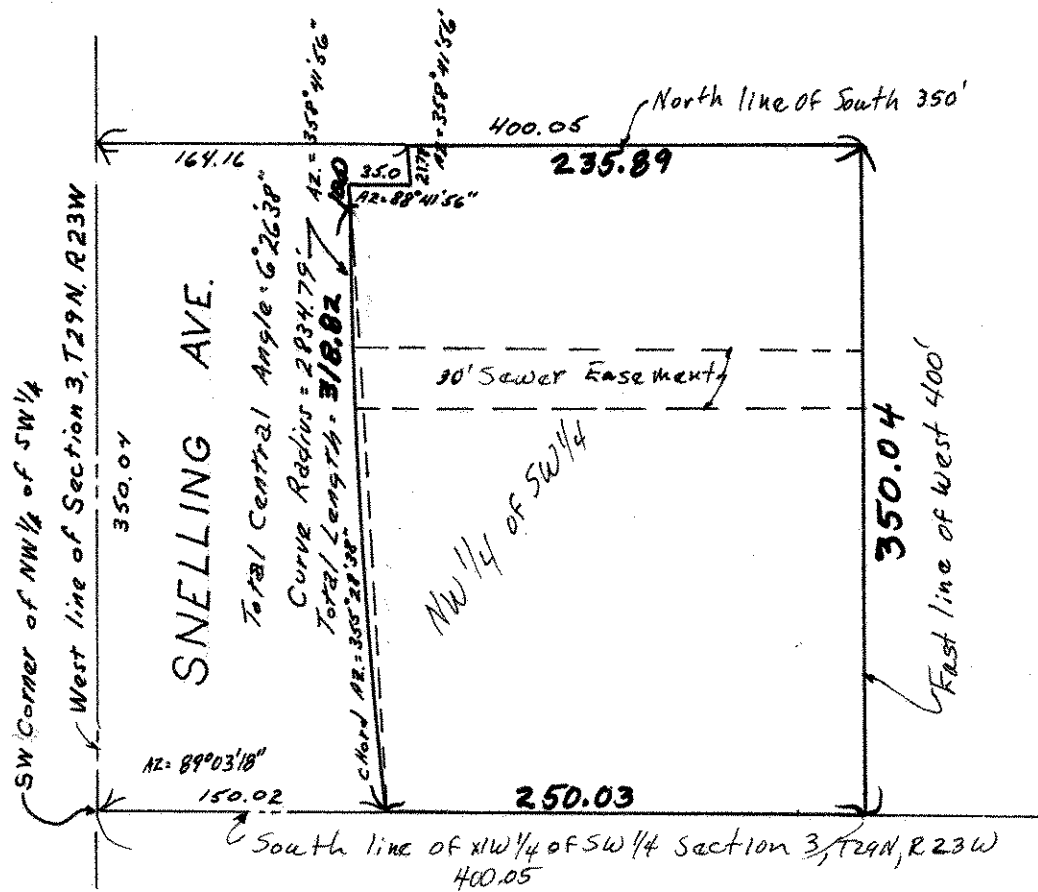 AZ. = 358° 41' 56"
AZ = 358° 41' 56"
North line of South 350'
400.05
164.16
35.0
21.78
235.89
AZ = 88° 41' 56"
SW Corner of NW 1/4 of SW 1/4
West line of Section 3, T29N, R23W
350.04
SNELLING AVE.
Total Central Angle = 6° 26' 38"
Curve Radius = 2834.79'
Total Length = 318.82
Chord AZ. = 355° 28' 38"
Sewer Easement
NW 1/4 of SW 1/4
350.04
East line of West 400'
AZ = 89° 03' 18"
150.02
250.03
South line of NW 1/4 of SW 1/4 Section 3, T29N, R23W
400.05